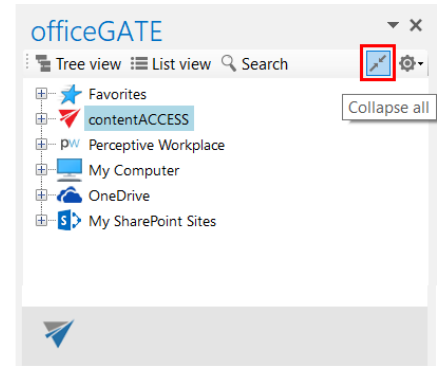 officeGATE
Tree view List view Search
Favorites
Collapse all
contentACCESS
pw Perceptive Workplace
My Computer
OneDrive
S My SharePoint Sites